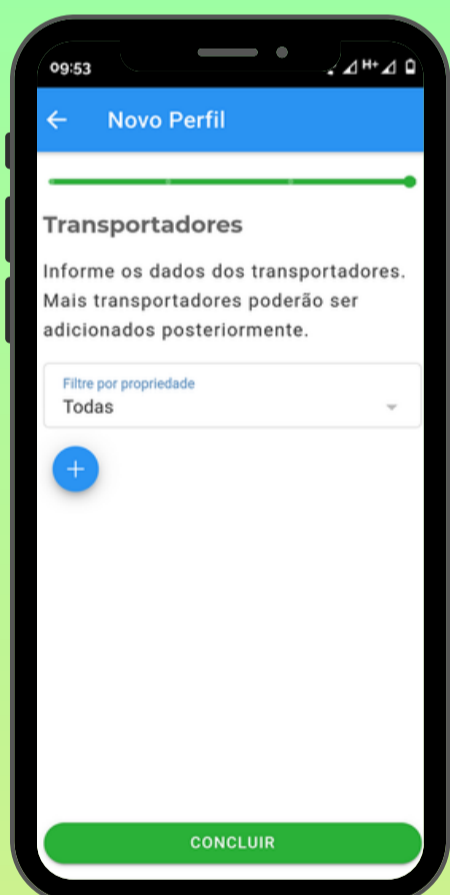 09:53
H+
Novo Perfil
Transportadores
Informe os dados dos transportadores.
Mais transportadores poderão ser
adicionados posteriormente.
Filtre por propriedade
Todas
CONCLUIR